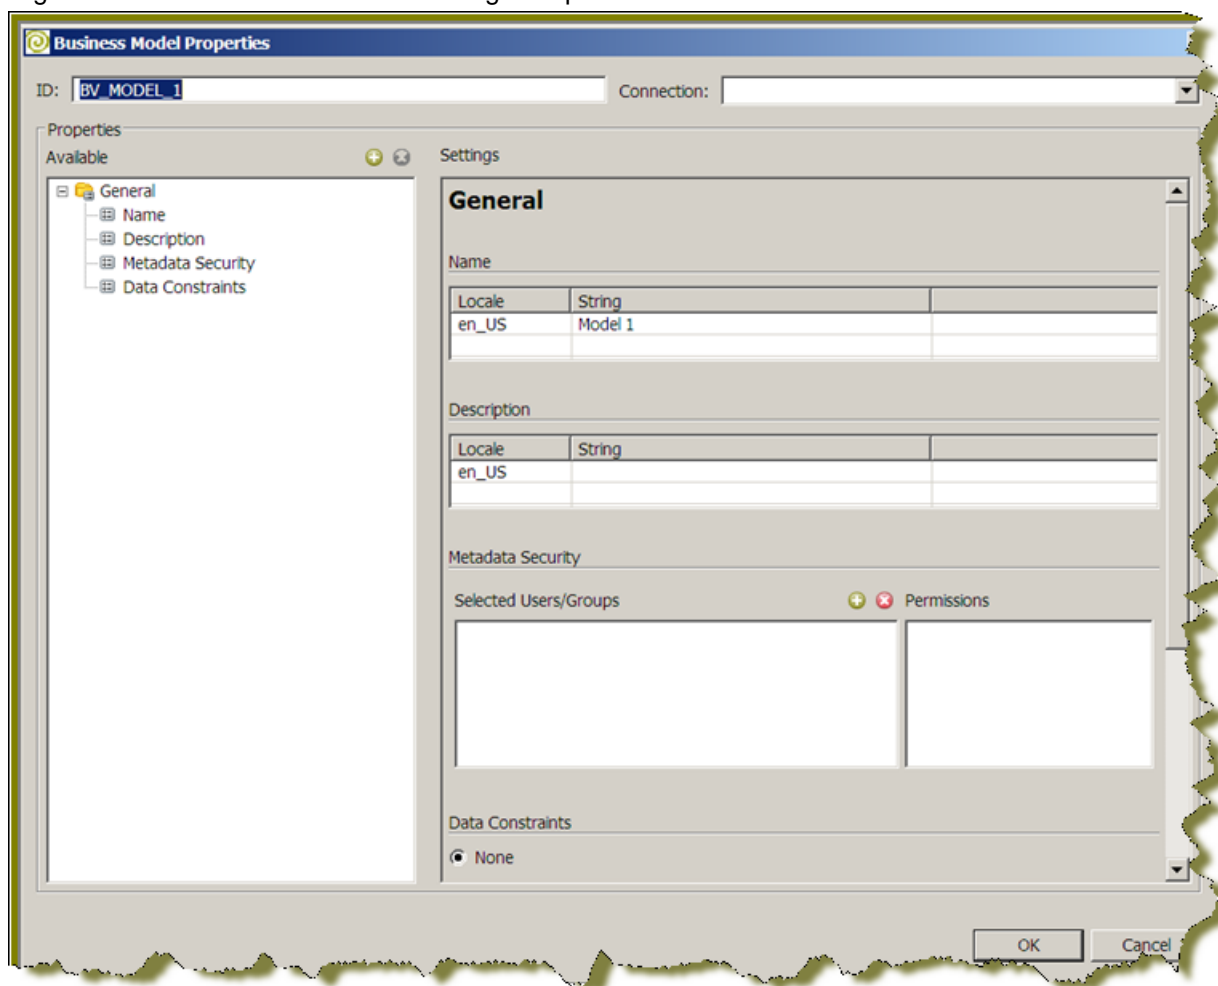 Business Model Properties
ID: BV_MODEL_1 Connection:
Properties
Available Settings
General
Name
Description
Metadata Security
Data Constraints
General
Name
Locale String
en_US Model 1
Description
Locale String
en_US
Metadata Security
Selected Users/Groups Permissions
Data Constraints
None
OK Cancel